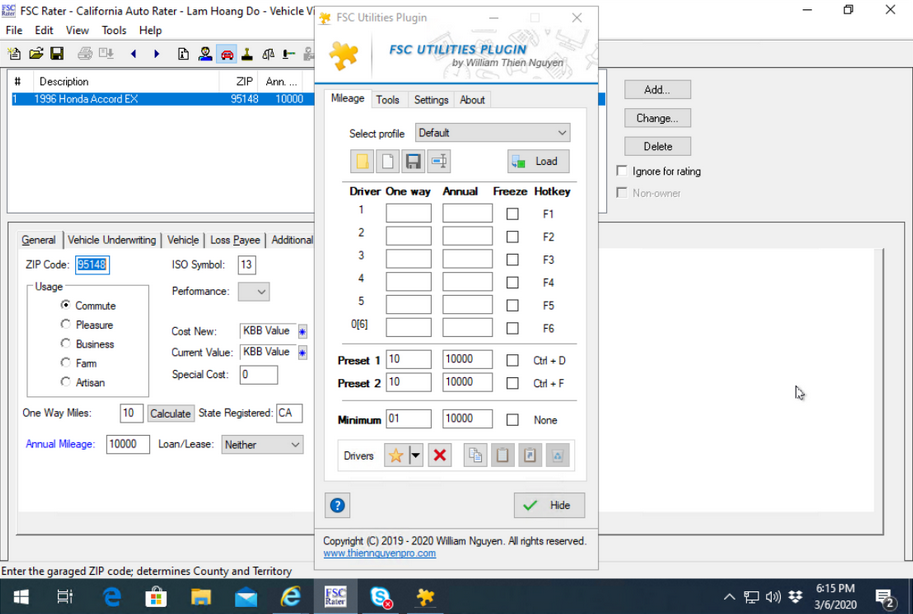 FSC Rater - California Auto Rater - Lam Hoang Do - Vehicle Vi
File Edit View Tools Help
# Description ZIP Ann. ...
1 1996 Honda Accord EX 95148 10000
Add...
Change...
Delete
Ignore for rating
Non-owner
General Vehicle Underwriting Vehicle Loss Payee Additional
ZIP Code: 95148 ISO Symbol: 13
Usage
Commute
Pleasure
Business
Farm
Artisan
Performance:
Cost New: KBB Value
Current Value: KBB Value
Special Cost: 0
One Way Miles: 10 Calculate State Registered: CA
Annual Mileage: 10000 Loan/Lease: Neither
Enter the garaged ZIP code; determines County and Territory
FSC Utilities Plugin
FSC UTILITIES PLUGIN
by William Thien Nguyen
Mileage Tools Settings About
Select profile Default
Load
Driver One way Annual Freeze Hotkey
1 F1
2 F2
3 F3
4 F4
5 F5
0[6] F6
Preset 1 10 10000 Ctrl + D
Preset 2 10 10000 Ctrl + F
Minimum 01 10000 None
Drivers
? Hide
Copyright (C) 2019 - 2020 William Nguyen. All rights reserved.
www.thiennguyenpro.com
FSC
Rater
6:15 PM
3/6/2020
2